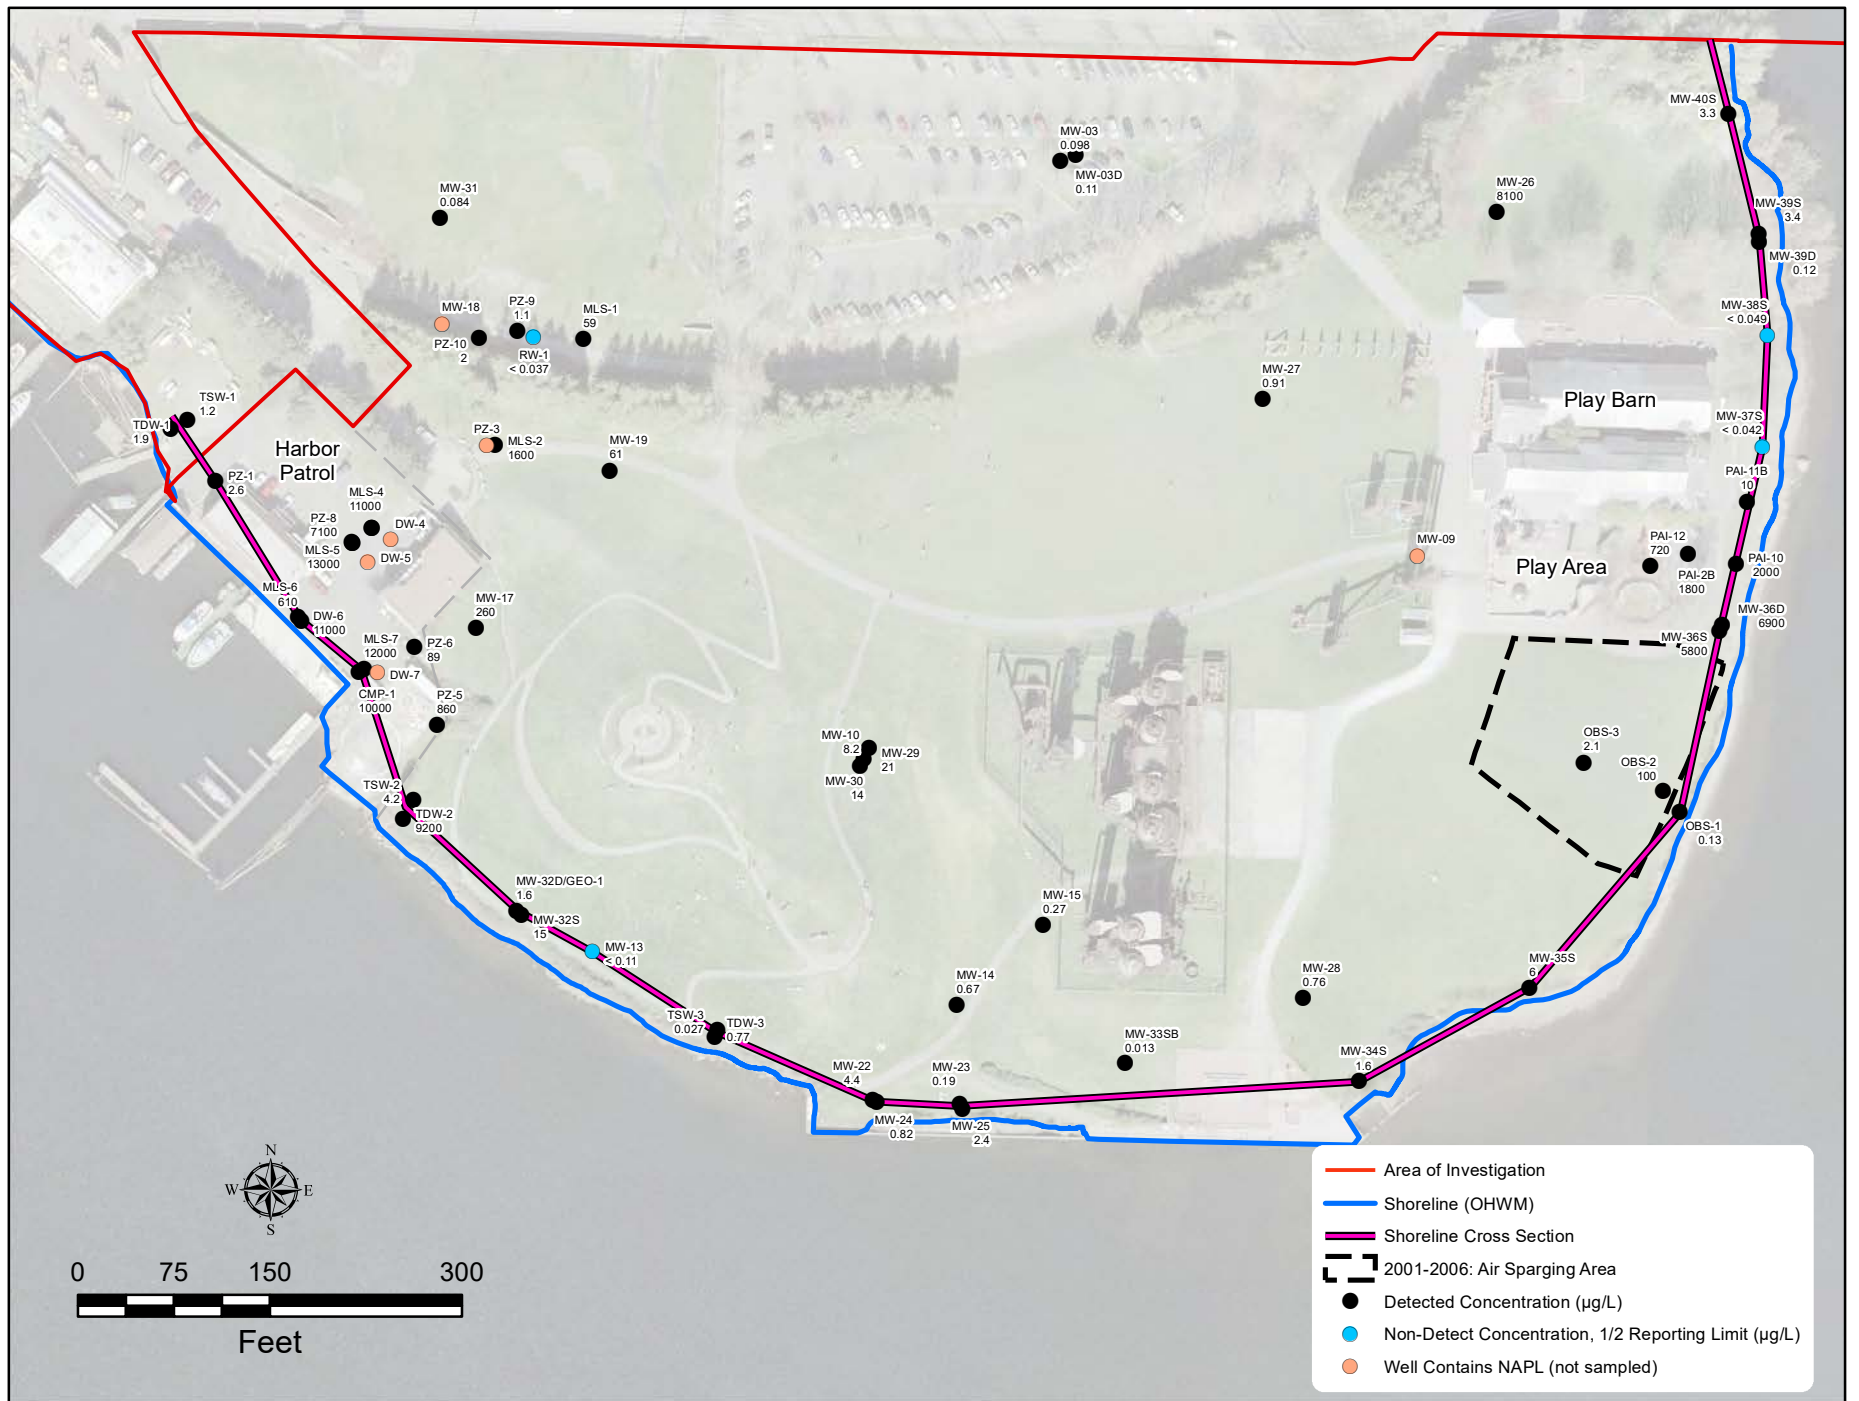 MW-40S
3.3
MW-03
0.098
MW-03D
0.11
MW-31
0.084
MW-26
8100
MW-39S
3.4
MW-39D
0.12
MW-18
PZ-9
1.1
MLS-1
59
PZ-10
2
RW-1
< 0.037
MW-38S
< 0.049
MW-27
0.91
Play Barn
TSW-1
1.2
TDW-1
1.9
MW-37S
< 0.042
Harbor
Patrol
PZ-3
MLS-2
1600
MW-19
61
PZ-1
2.6
PAI-11B
10
MLS-4
11000
PZ-8
7100
DW-4
MLS-5
13000
DW-5
MW-09
Play Area
PAI-12
720
PAI-2B
1800
PAI-10
2000
MLS-6
610
DW-6
11000
MW-17
260
MW-36D
6900
MW-36S
5800
MLS-7
12000
PZ-6
89
DW-7
CMP-1
10000
PZ-5
860
MW-10
8.2
MW-29
21
MW-30
14
OBS-3
2.1
OBS-2
100
TSW-2
4.2
TDW-2
9200
OBS-1
0.13
MW-32D/GEO-1
1.6
MW-32S
15
MW-13
< 0.11
MW-15
0.27
MW-14
0.67
MW-28
0.76
MW-35S
6
TSW-3
0.027
TDW-3
0.77
MW-33SB
0.013
MW-34S
1.6
MW-22
4.4
MW-23
0.19
MW-24
0.82
MW-25
2.4
N
W
E
S
0 75 150 300
Feet
Area of Investigation
Shoreline (OHWM)
Shoreline Cross Section
2001-2006: Air Sparging Area
Detected Concentration (µg/L)
Non-Detect Concentration, 1/2 Reporting Limit (µg/L)
Well Contains NAPL (not sampled)